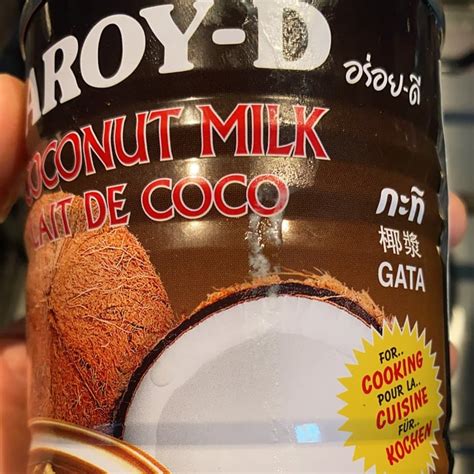 AROY-D
อร่อย-ดี
COCONUT MILK
LAIT DE COCO
กะทิ
椰漿
GATA
FOR..
COOKING
POUR LA..
CUISINE
FÜR..
KOCHEN